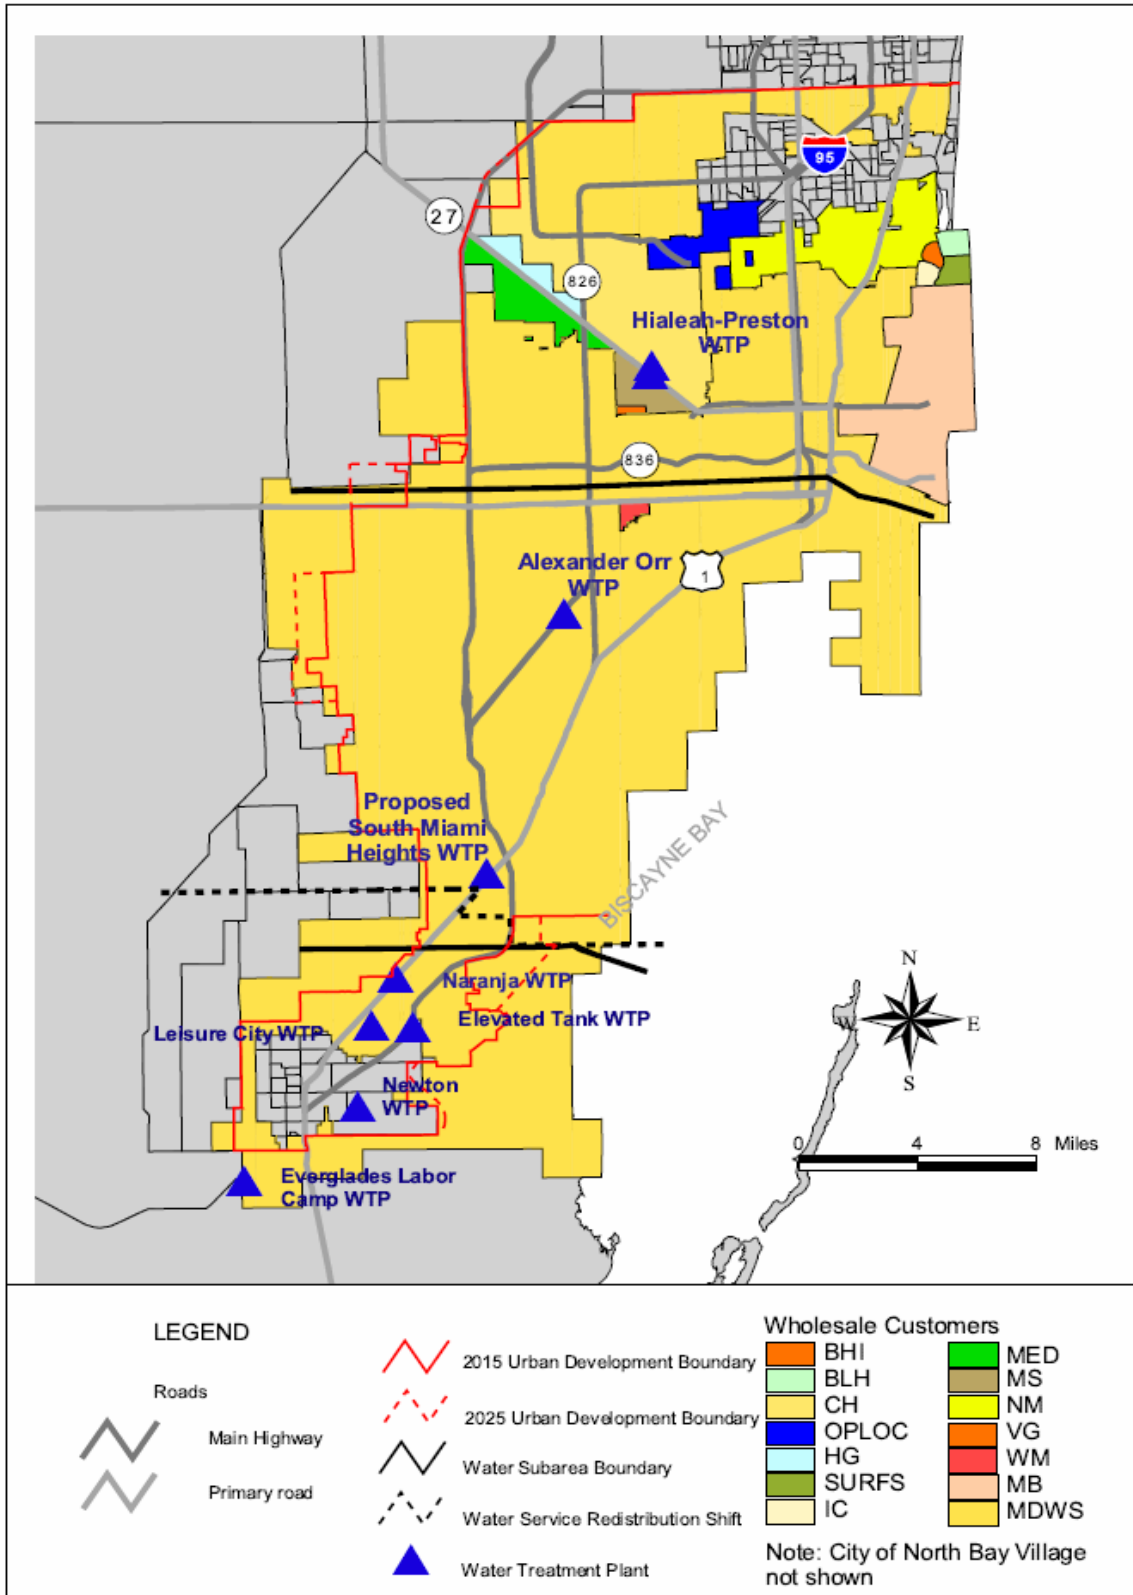 95
27
826
Hialeah-Preston
WTP
836
Alexander Orr
WTP
1
Proposed
South Miami
Heights WTP
BISCAYNE BAY
Naranja WTP
Leisure City WTP
Elevated Tank WTP
Newton
WTP
Everglades Labor
Camp WTP
N
W
E
S
0 4 8 Miles
LEGEND
Roads
Main Highway
Primary road
2015 Urban Development Boundary
2025 Urban Development Boundary
Water Subarea Boundary
Water Service Redistribution Shift
Water Treatment Plant
Wholesale Customers
BHI
BLH
CH
OPLOC
HG
SURFS
IC
MED
MS
NM
VG
WM
MB
MDWS
Note: City of North Bay Village
not shown